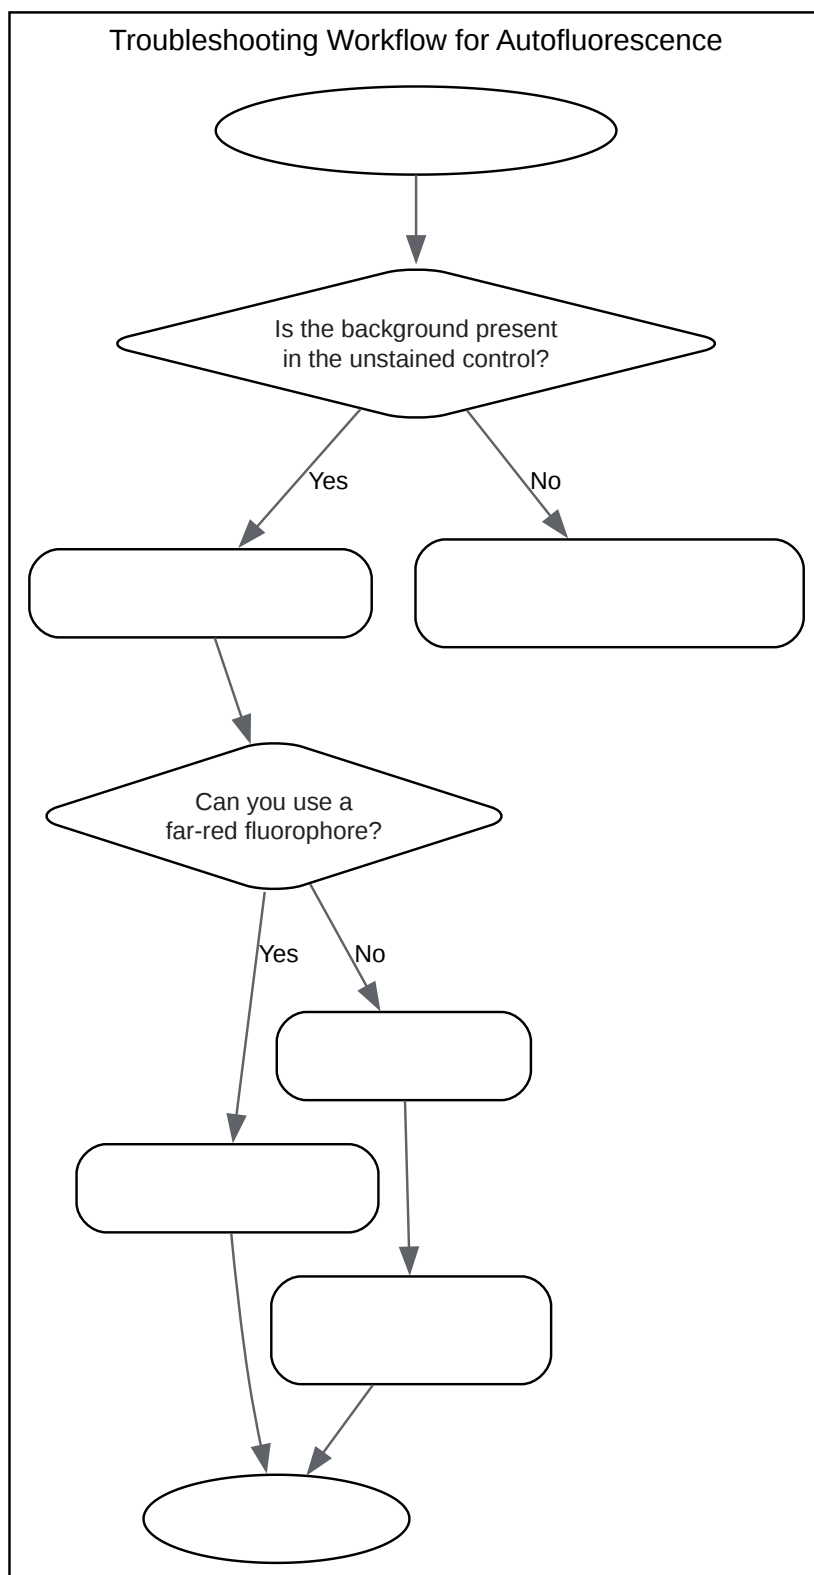 Troubleshooting Workflow for Autofluorescence
Is the background present
in the unstained control?
Yes
No
Can you use a
far-red fluorophore?
Yes
No